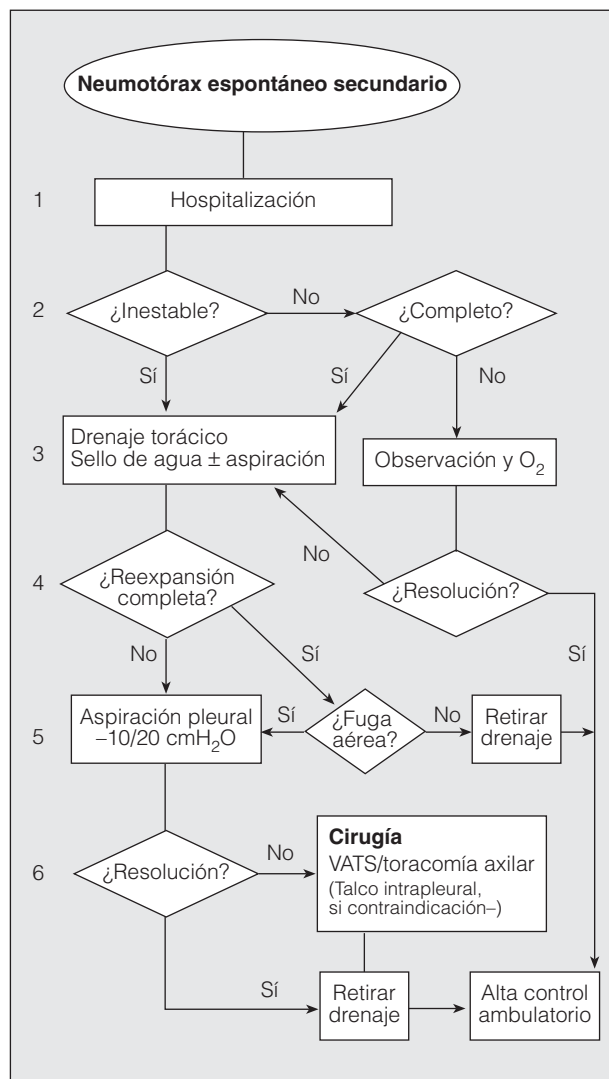 Neumotórax espontáneo secundario
1
Hospitalización
2
¿Inestable?
No
¿Completo?
Sí
Sí
No
3
Drenaje torácico
Sello de agua ± aspiración
Observación y O₂
No
4
¿Reexpansión
completa?
¿Resolución?
No
Sí
Sí
5
Aspiración pleural
–10/20 cmH₂O
Sí
¿Fuga
aérea?
No
Retirar
drenaje
6
¿Resolución?
No
Cirugía
VATS/toracomía axilar
(Talco intrapleural,
si contraindicación–)
Sí
Retirar
drenaje
Alta control
ambulatorio